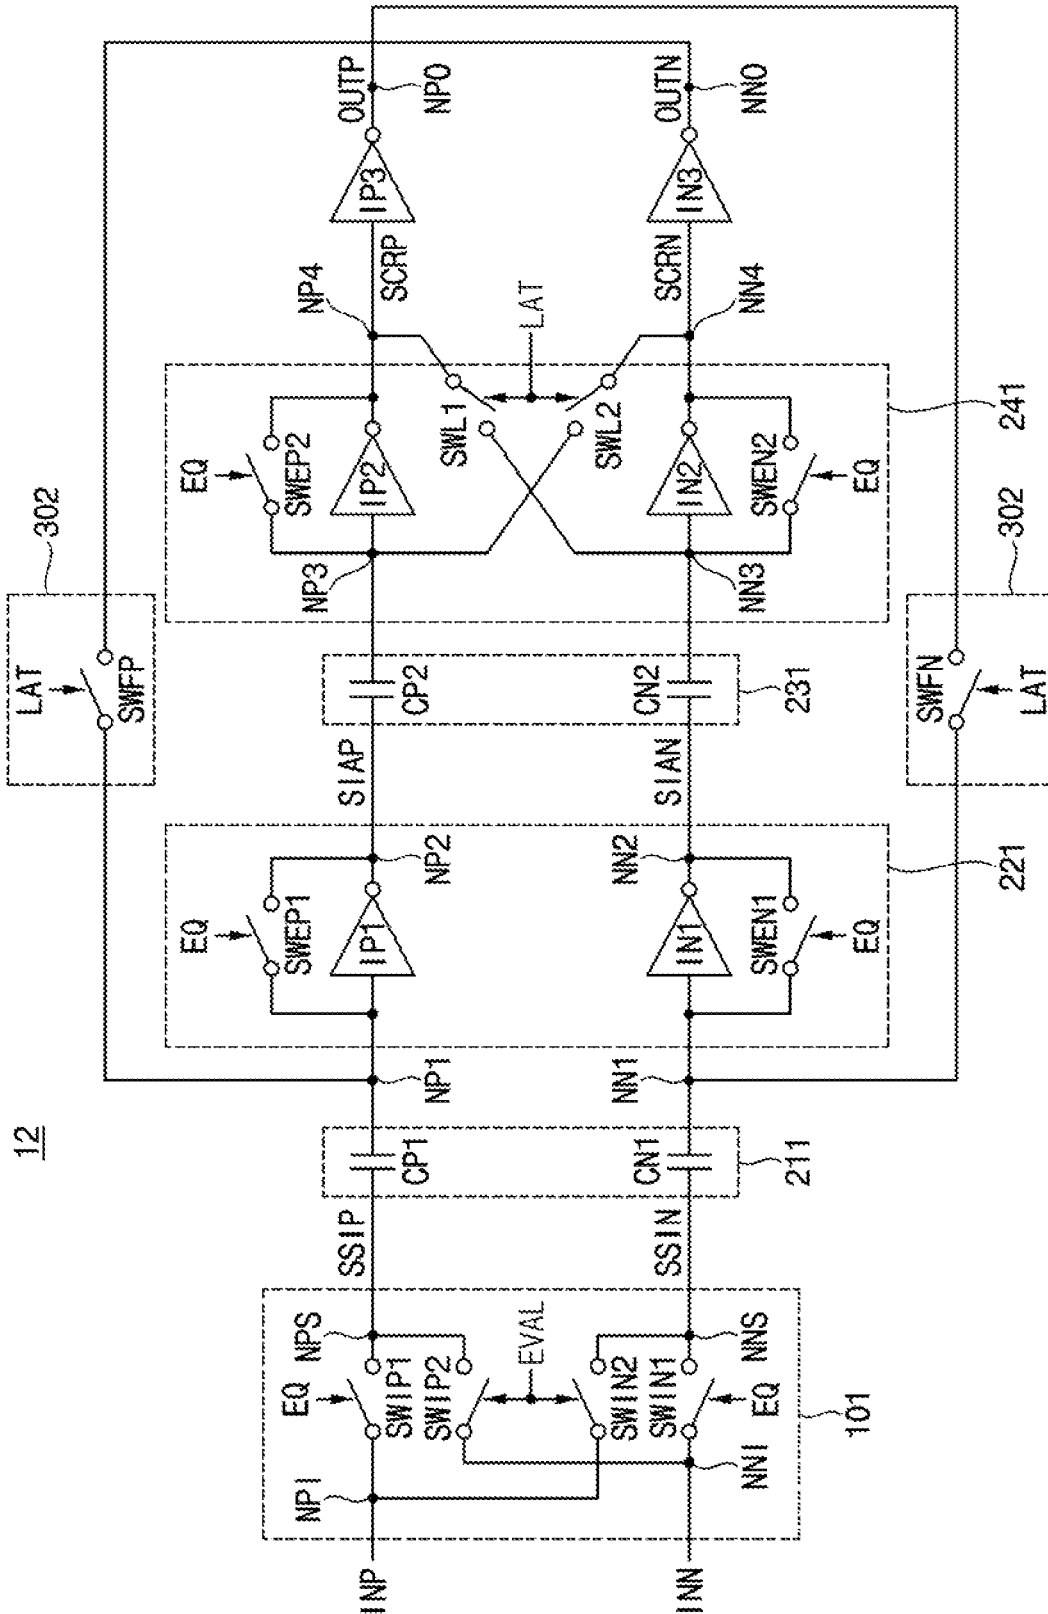 12
302
LAT
SWFP
EQ
SWEP1
IP1
NP1
NP2
SIAP
CP2
EQ
SWEP2
IP2
NP3
NP4
SCRP
IP3
OUTP
NPO
INP
NPI
EQ
SWIP1
SWIP2
NPS
SSIP
CP1
EVAL
SWL1
LAT
SWL2
INN
NNI
SWIN2
SWIN1
EQ
NNS
SSIN
CN1
NN1
IN1
SWEN1
EQ
NN2
SIAN
CN2
NN3
IN2
SWEN2
EQ
NN4
SCRN
IN3
OUTN
NNO
101
211
221
231
241
302
SWFN
LAT